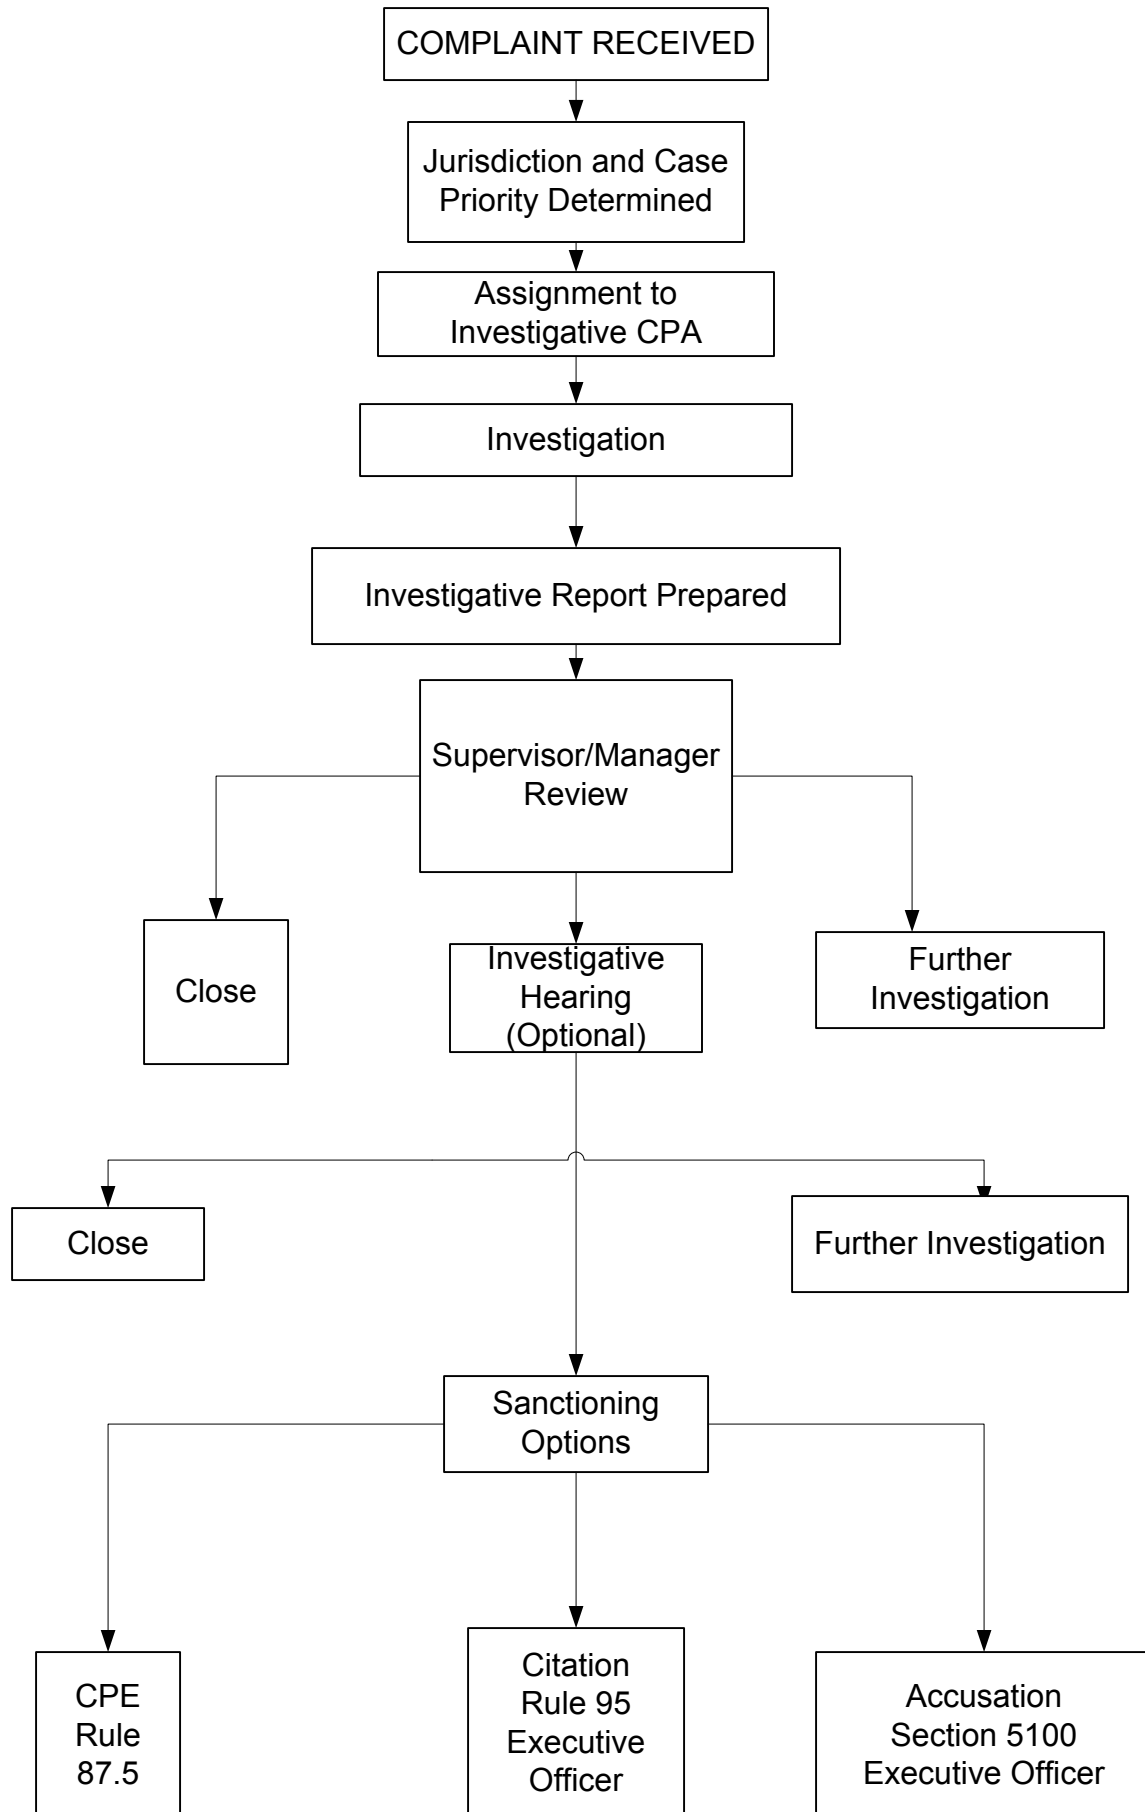 COMPLAINT RECEIVED
Jurisdiction and Case
Priority Determined
Assignment to
Investigative CPA
Investigation
Investigative Report Prepared
Supervisor/Manager
Review
Close
Investigative
Hearing
(Optional)
Further
Investigation
Close
Further Investigation
Sanctioning
Options
CPE
Rule
87.5
Citation
Rule 95
Executive
Officer
Accusation
Section 5100
Executive Officer